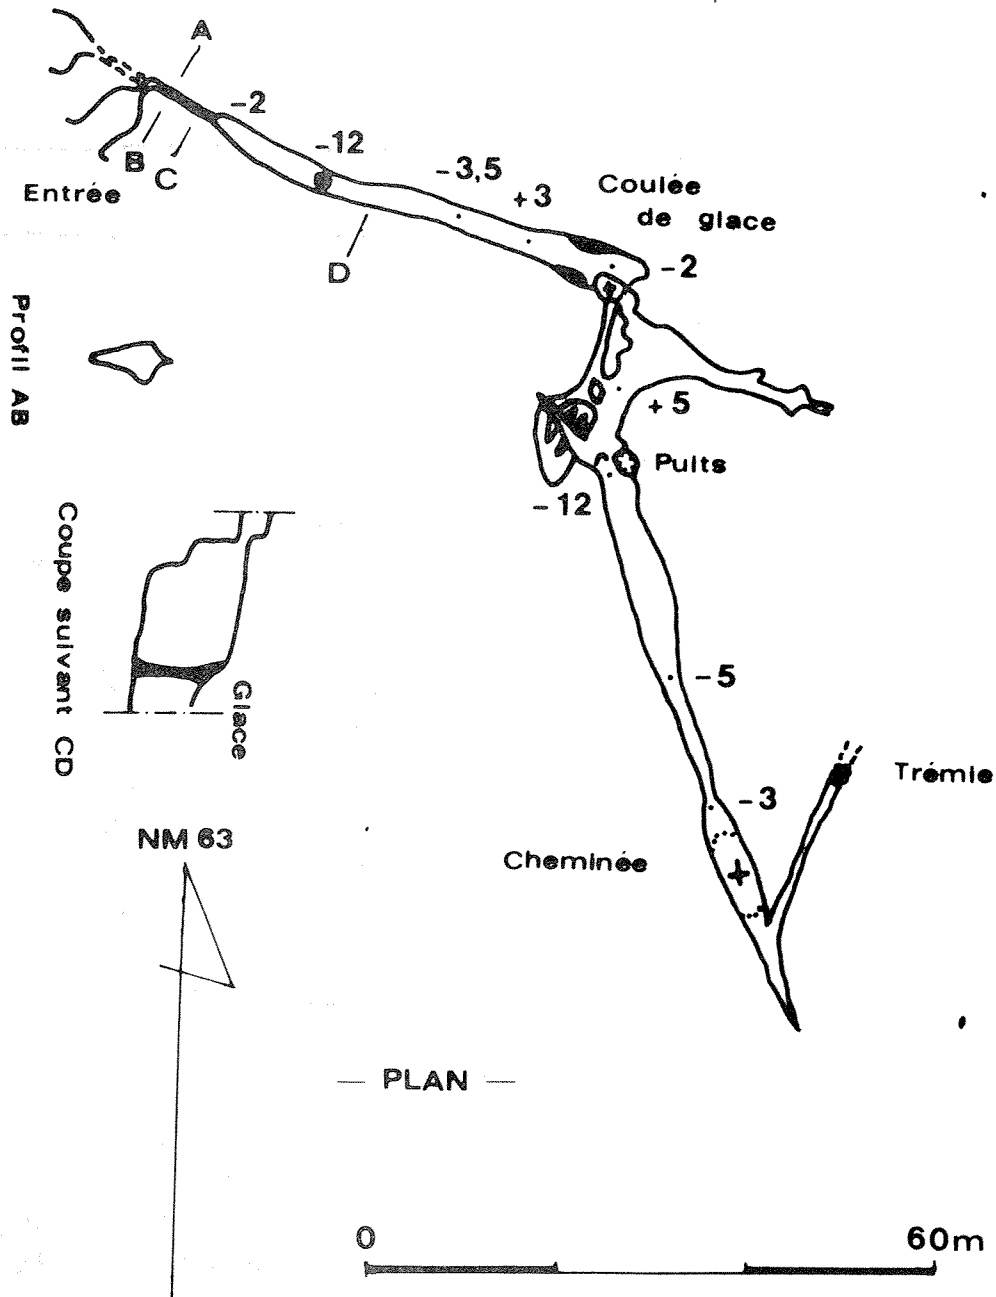 A
-2
-12
B
C
-3,5
+3
Coulée
de glace
Entrée
D
-2
Profil AB
+5
Puits
-12
Coupe suivant CD
Glace
-5
Trémie
-3
NM 63
Cheminée
— PLAN —
0
60m